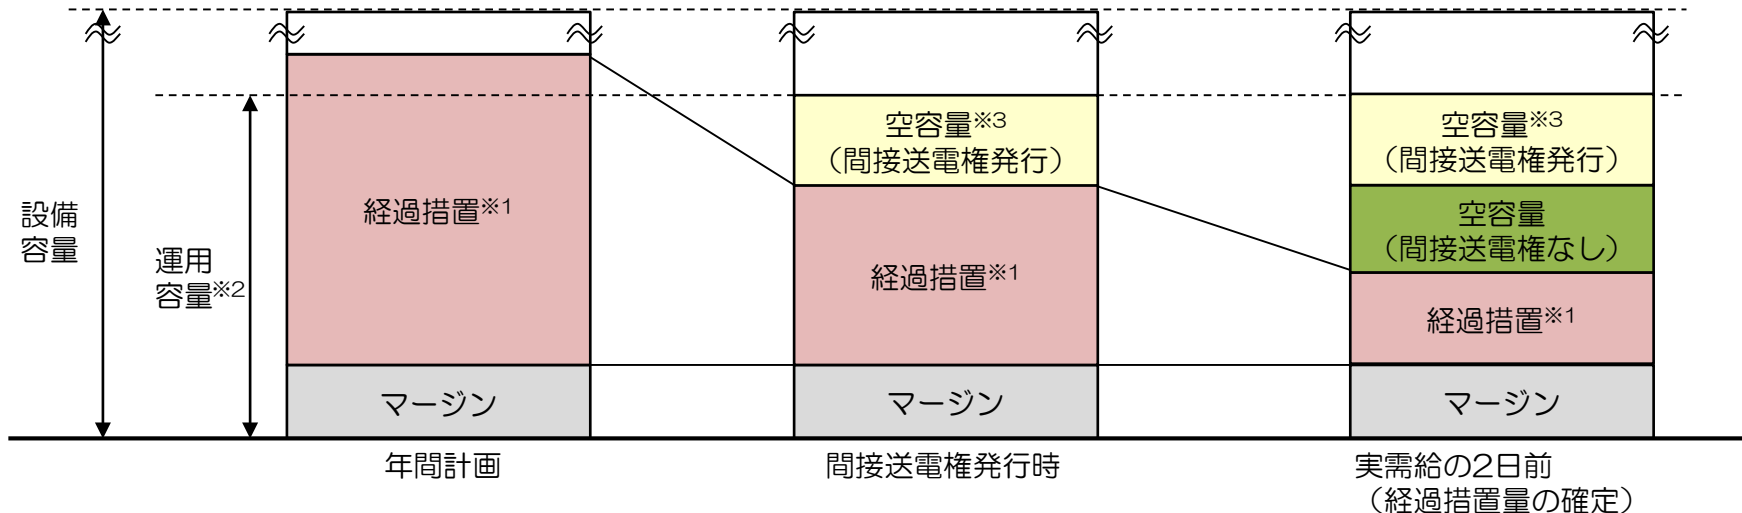 設備
容量
運用
容量※2
経過措置※1
マージン
年間計画
空容量※3
（間接送電権発行）
経過措置※1
マージン
間接送電権発行時
空容量※3
（間接送電権発行）
空容量
（間接送電権なし）
経過措置※1
マージン
実需給の2日前
（経過措置量の確定）